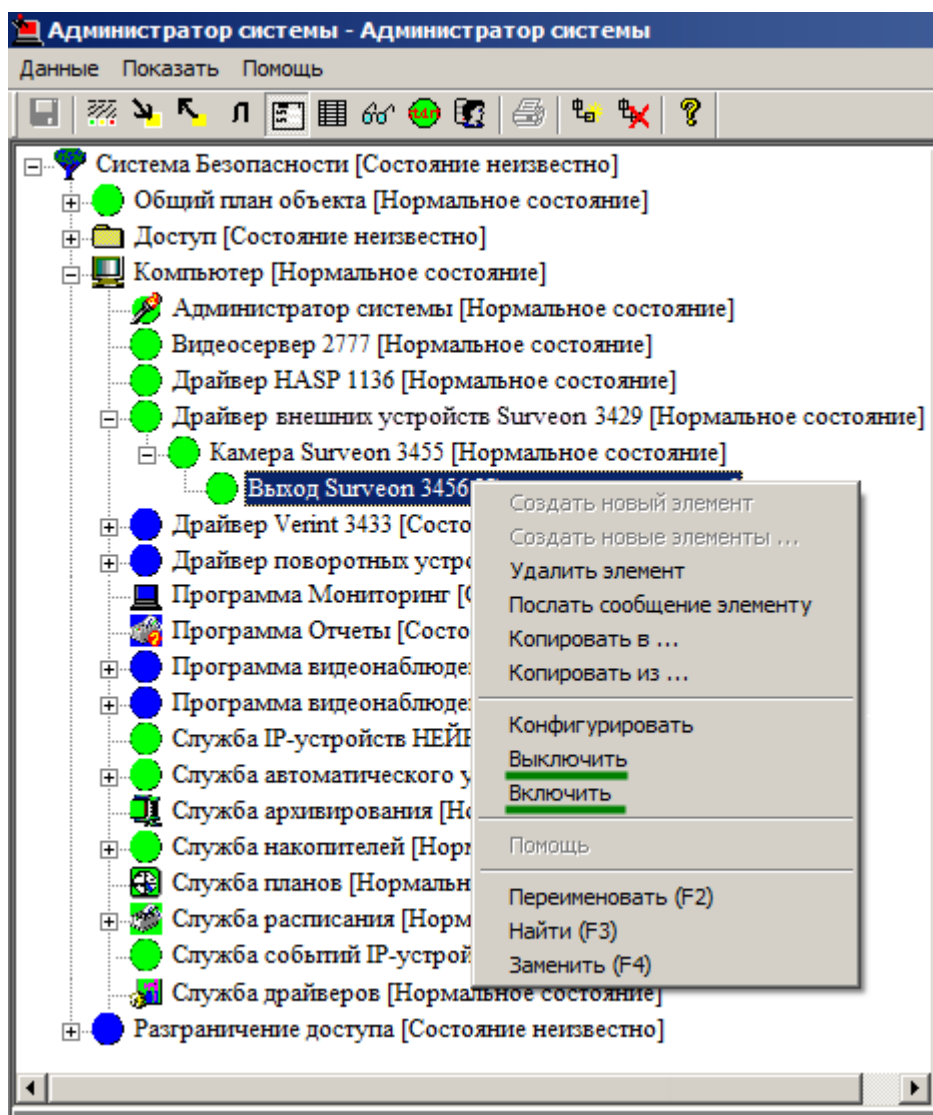 Администратор системы - Администратор системы
Данные Показать Помощь
Л
Система Безопасности [Состояние неизвестно]
Общий план объекта [Нормальное состояние]
Доступ [Состояние неизвестно]
Компьютер [Нормальное состояние]
Администратор системы [Нормальное состояние]
Видеосервер 2777 [Нормальное состояние]
Драйвер HASP 1136 [Нормальное состояние]
Драйвер внешних устройств Surveon 3429 [Нормальное состояние]
Камера Surveon 3455 [Нормальное состояние]
Выход Surveon 3456
Драйвер Verint 3433 [Состо
Драйвер поворотных устро
Программа Мониторинг [
Программа Отчеты [Состо
Программа видеонаблюде
Программа видеонаблюде
Служба IP-устройств НЕЙ
Служба автоматического у
Служба архивирования [Но
Служба накопителей [Норм
Служба планов [Нормальн
Служба расписания [Норм
Служба событий IP-устрой
Служба драйверов [Нормальное состояние]
Разграничение доступа [Состояние неизвестно]
Создать новый элемент
Создать новые элементы ...
Удалить элемент
Послать сообщение элементу
Копировать в ...
Копировать из ...
Конфигурировать
Выключить
Включить
Помощь
Переименовать (F2)
Найти (F3)
Заменить (F4)